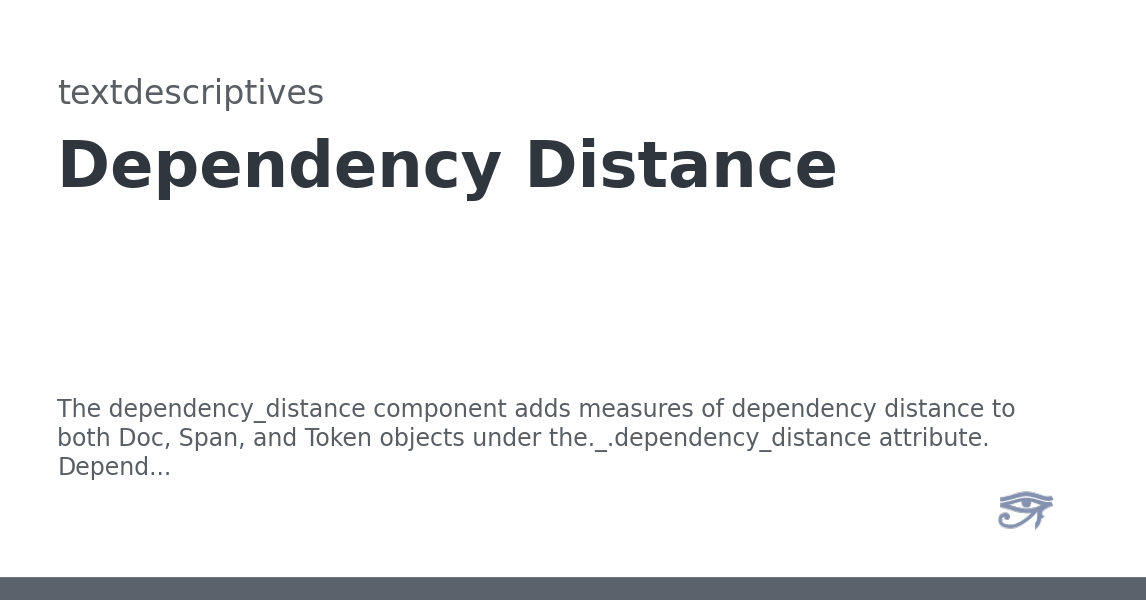 textdescriptives
Dependency Distance
The dependency_distance component adds measures of dependency distance to
both Doc, Span, and Token objects under the._.dependency_distance attribute.
Depend...